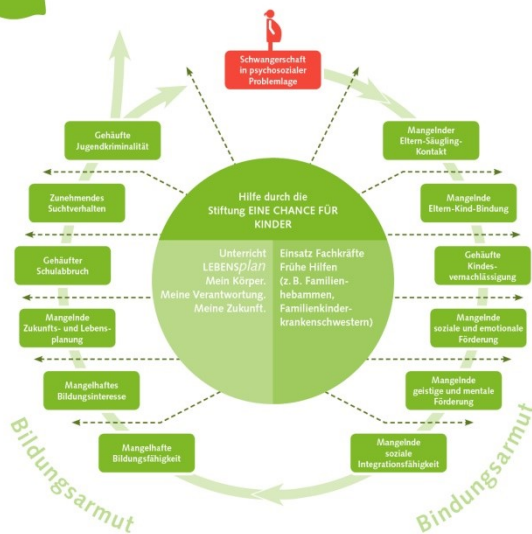 Schwangerschaft
in psychosozialer
Problemlage
Mangelnder
Eltern-Säugling-
Kontakt
Mangelnde
Eltern-Kind-Bindung
Gehäufte
Kindes-
vernachlässigung
Mangelnde
soziale und emotionale
Förderung
Mangelnde
geistige und mentale
Förderung
Mangelnde
soziale
Integrationsfähigkeit
Bindungsarmut
Mangelhafte
Bildungsfähigkeit
Mangelhaftes
Bildungsinteresse
Mangelnde
Zukunfts- und Lebens-
planung
Gehäufter
Schulabbruch
Zunehmendes
Suchtverhalten
Gehäufte
Jugendkriminalität
Bildungsarmut
Hilfe durch die
Stiftung EINE CHANCE FÜR
KINDER
Unterricht
LEBENSplan
Mein Körper.
Meine Verantwortung.
Meine Zukunft.
Einsatz Fachkräfte
Frühe Hilfen
(z. B. Familien-
hebammen,
Familienkinder-
krankenschwestern)